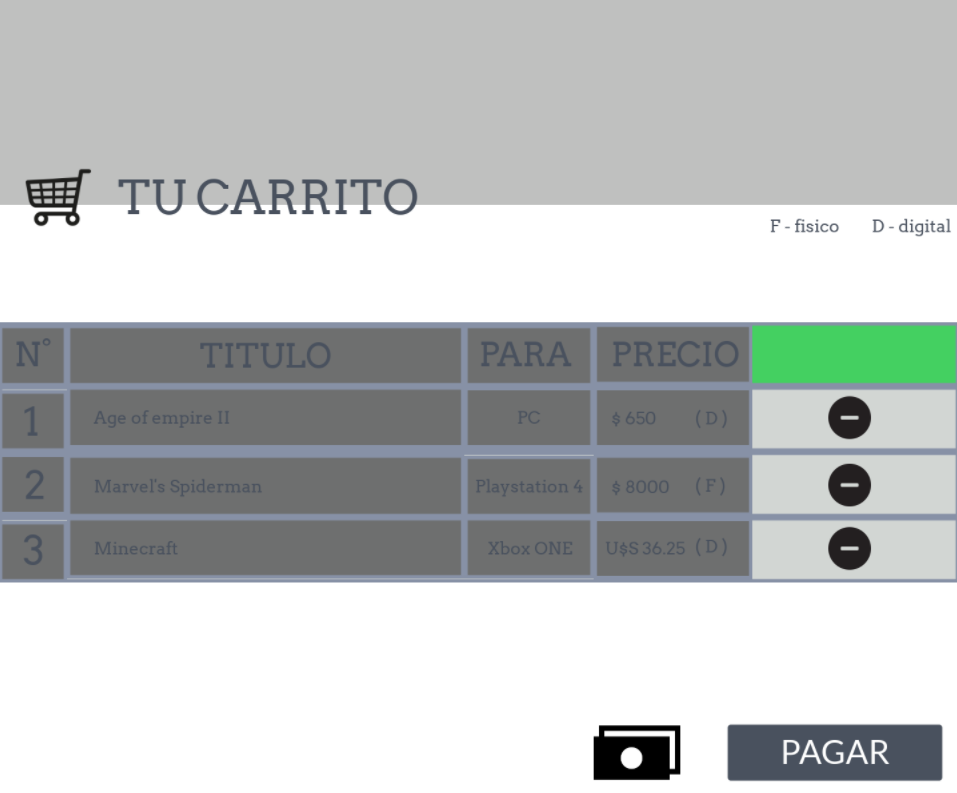 TU CARRITO
F - fisico D - digital
N° TITULO PARA PRECIO
1 Age of empire II PC $ 650 ( D )
2 Marvel's Spiderman Playstation 4 $ 8000 ( F )
3 Minecraft Xbox ONE U$S 36.25 ( D )
PAGAR